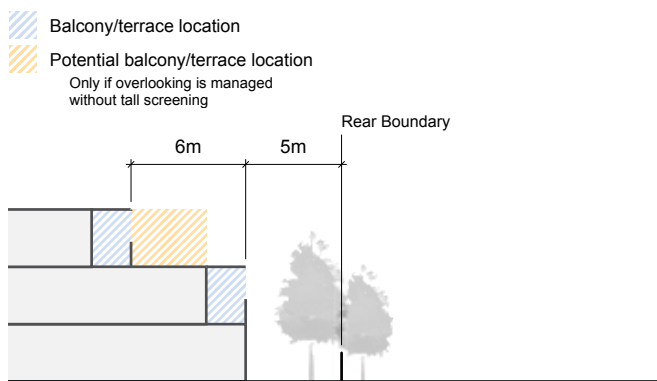 Balcony/terrace location
Potential balcony/terrace location
Only if overlooking is managed
without tall screening
Rear Boundary
6m
5m